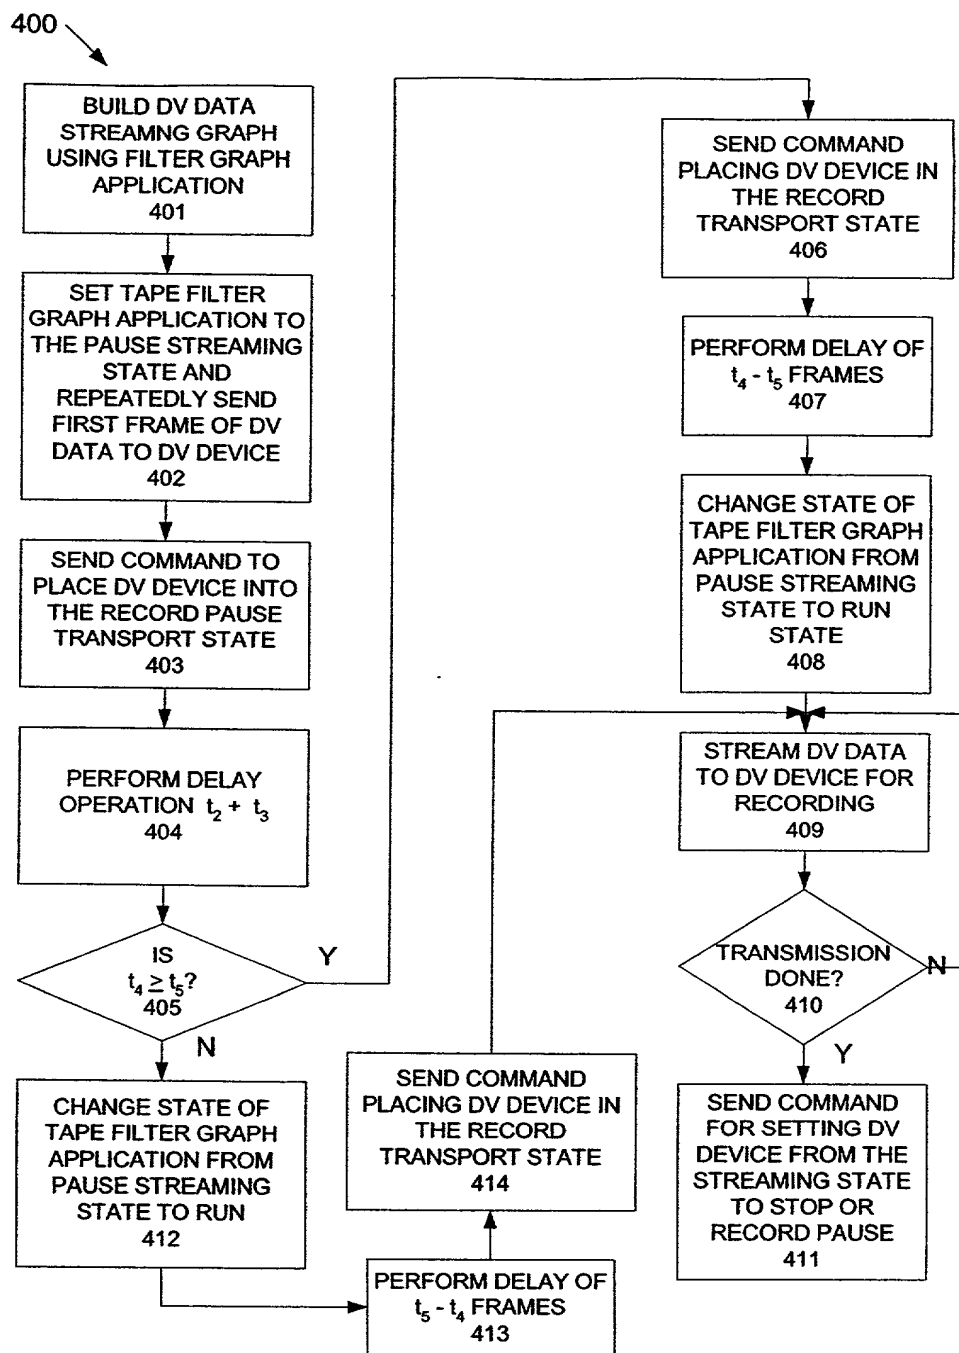 400
BUILD DV DATA
STREAMNG GRAPH
USING FILTER GRAPH
APPLICATION
401
SET TAPE FILTER
GRAPH APPLICATION TO
THE PAUSE STREAMING
STATE AND
REPEATEDLY SEND
FIRST FRAME OF DV
DATA TO DV DEVICE
402
SEND COMMAND TO
PLACE DV DEVICE INTO
THE RECORD PAUSE
TRANSPORT STATE
403
PERFORM DELAY
OPERATION t₂ + t₃
404
IS
t₄ ≥ t₅?
405
Y
N
SEND COMMAND
PLACING DV DEVICE IN
THE RECORD
TRANSPORT STATE
406
PERFORM DELAY OF
t₄ - t₅ FRAMES
407
CHANGE STATE OF
TAPE FILTER GRAPH
APPLICATION FROM
PAUSE STREAMING
STATE TO RUN
STATE
408
STREAM DV DATA
TO DV DEVICE FOR
RECORDING
409
TRANSMISSION
DONE?
410
N
Y
SEND COMMAND
FOR SETTING DV
DEVICE FROM THE
STREAMING STATE
TO STOP OR
RECORD PAUSE
411
CHANGE STATE OF
TAPE FILTER GRAPH
APPLICATION FROM
PAUSE STREAMING
STATE TO RUN
412
PERFORM DELAY OF
t₅ - t₄ FRAMES
413
SEND COMMAND
PLACING DV DEVICE IN
THE RECORD
TRANSPORT STATE
414